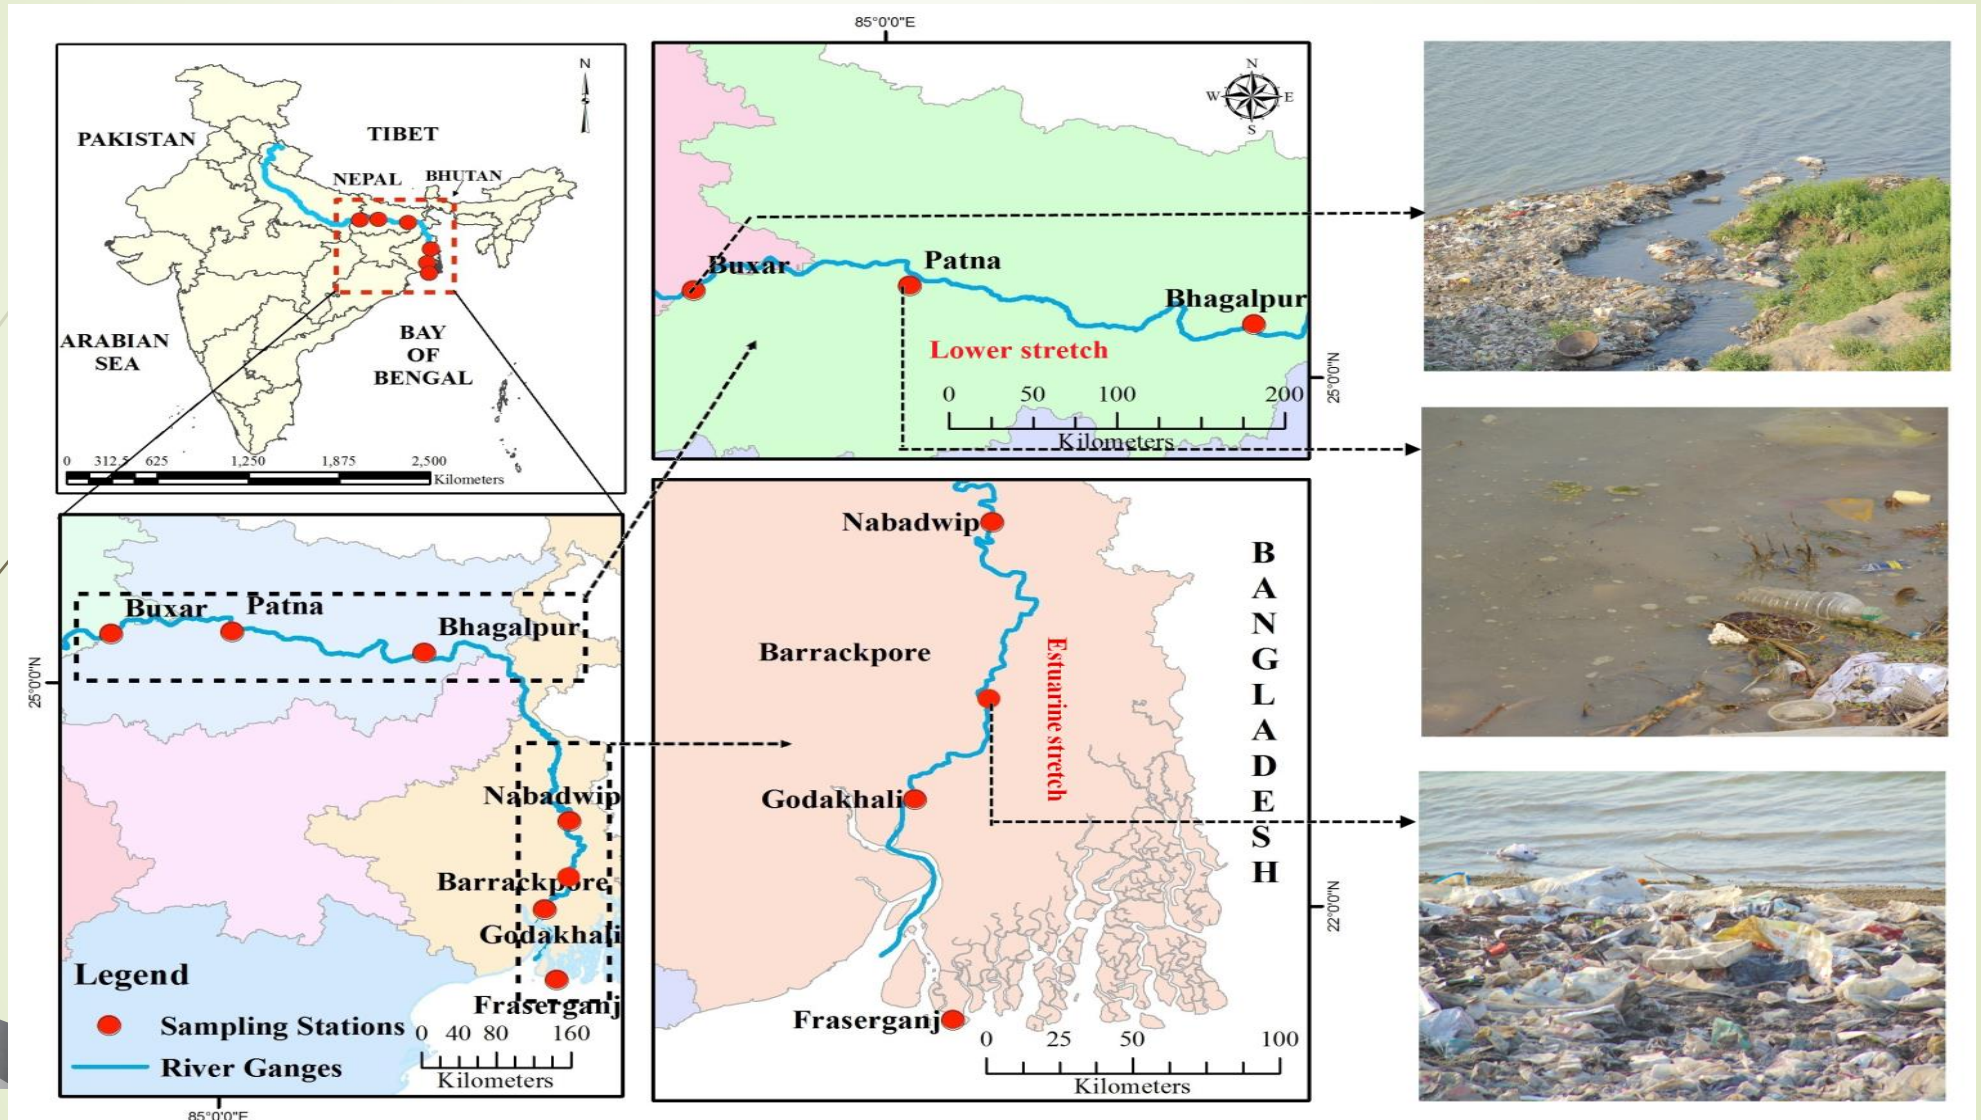 N
PAKISTAN
TIBET
NEPAL
BHUTAN
ARABIAN
SEA
BAY
OF
BENGAL
0 312.5 625 1,250 1,875 2,500
Kilometers
85°0'0"E
N
W E
S
Buxar
Patna
Bhagalpur
Lower stretch
0 50 100 200
Kilometers
25°0'0"N
Buxar
Patna
Bhagalpur
25°0'0"N
Nabadwip
Barrackpore
Godakhali
Fraserganj
Legend
Sampling Stations
River Ganges
0 40 80 160
Kilometers
85°0'0"E
Nabadwip
Barrackpore
Estuarine stretch
Godakhali
Fraserganj
BANGLADESH
0 25 50 100
Kilometers
22°0'0"N